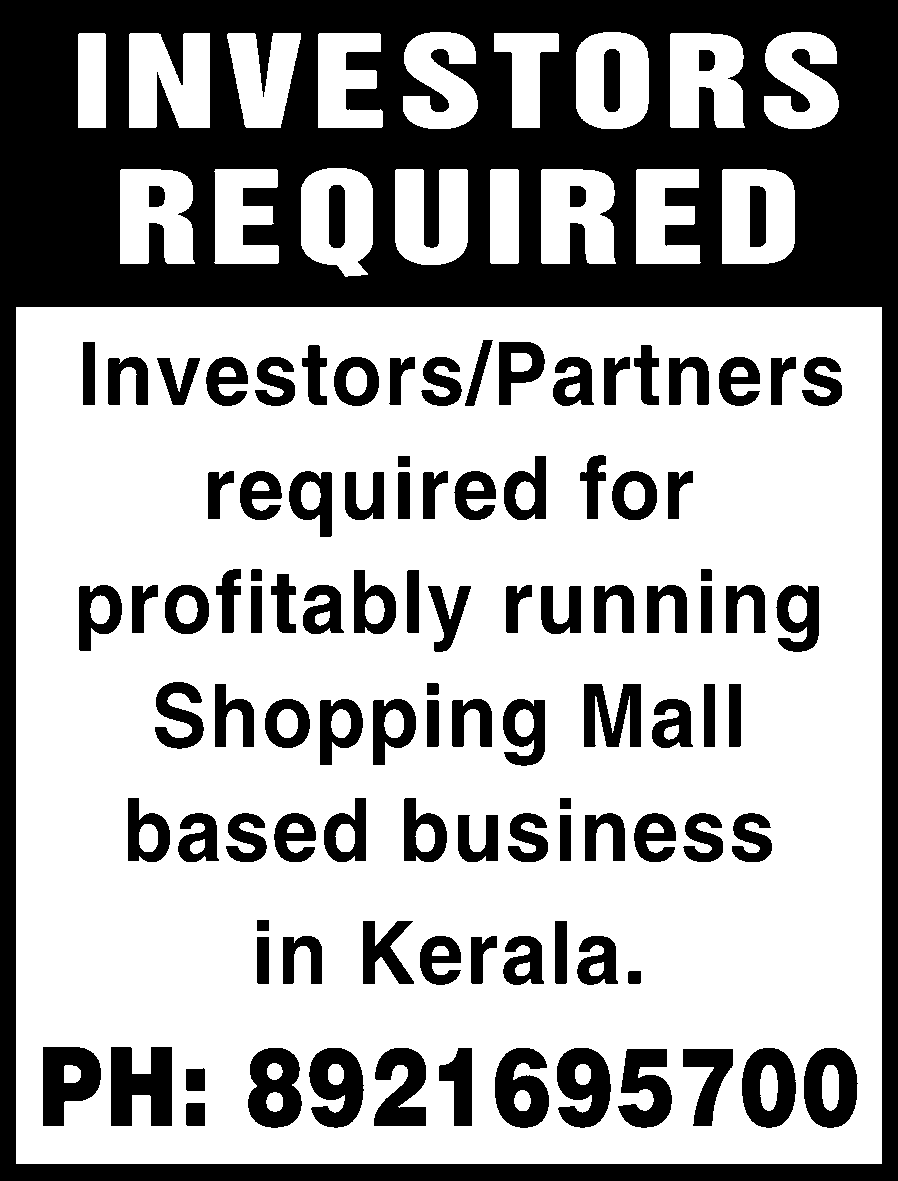 INVESTORS
REQUIRED
Investors/Partners
required for
profitably running
Shopping Mall
based business
in Kerala.
PH: 8921695700